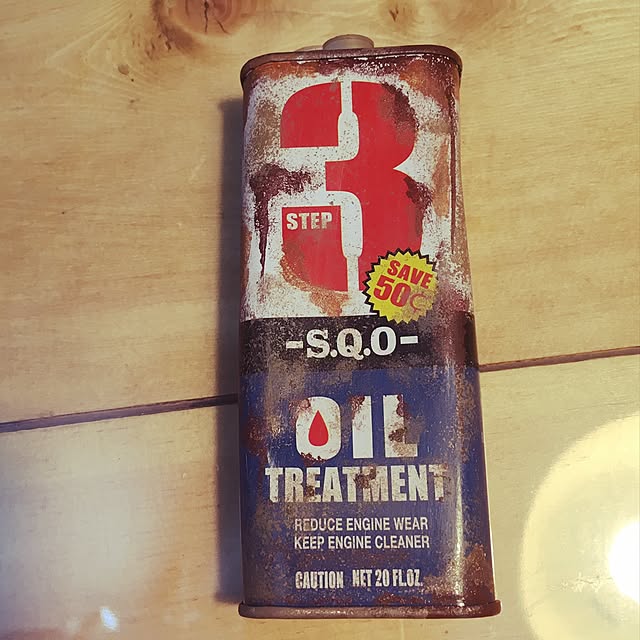 3
STEP
SAVE
50¢
-S.Q.O-
OIL
TREATMENT
REDUCE ENGINE WEAR
KEEP ENGINE CLEANER
CAUTION NET 20 FL.OZ.